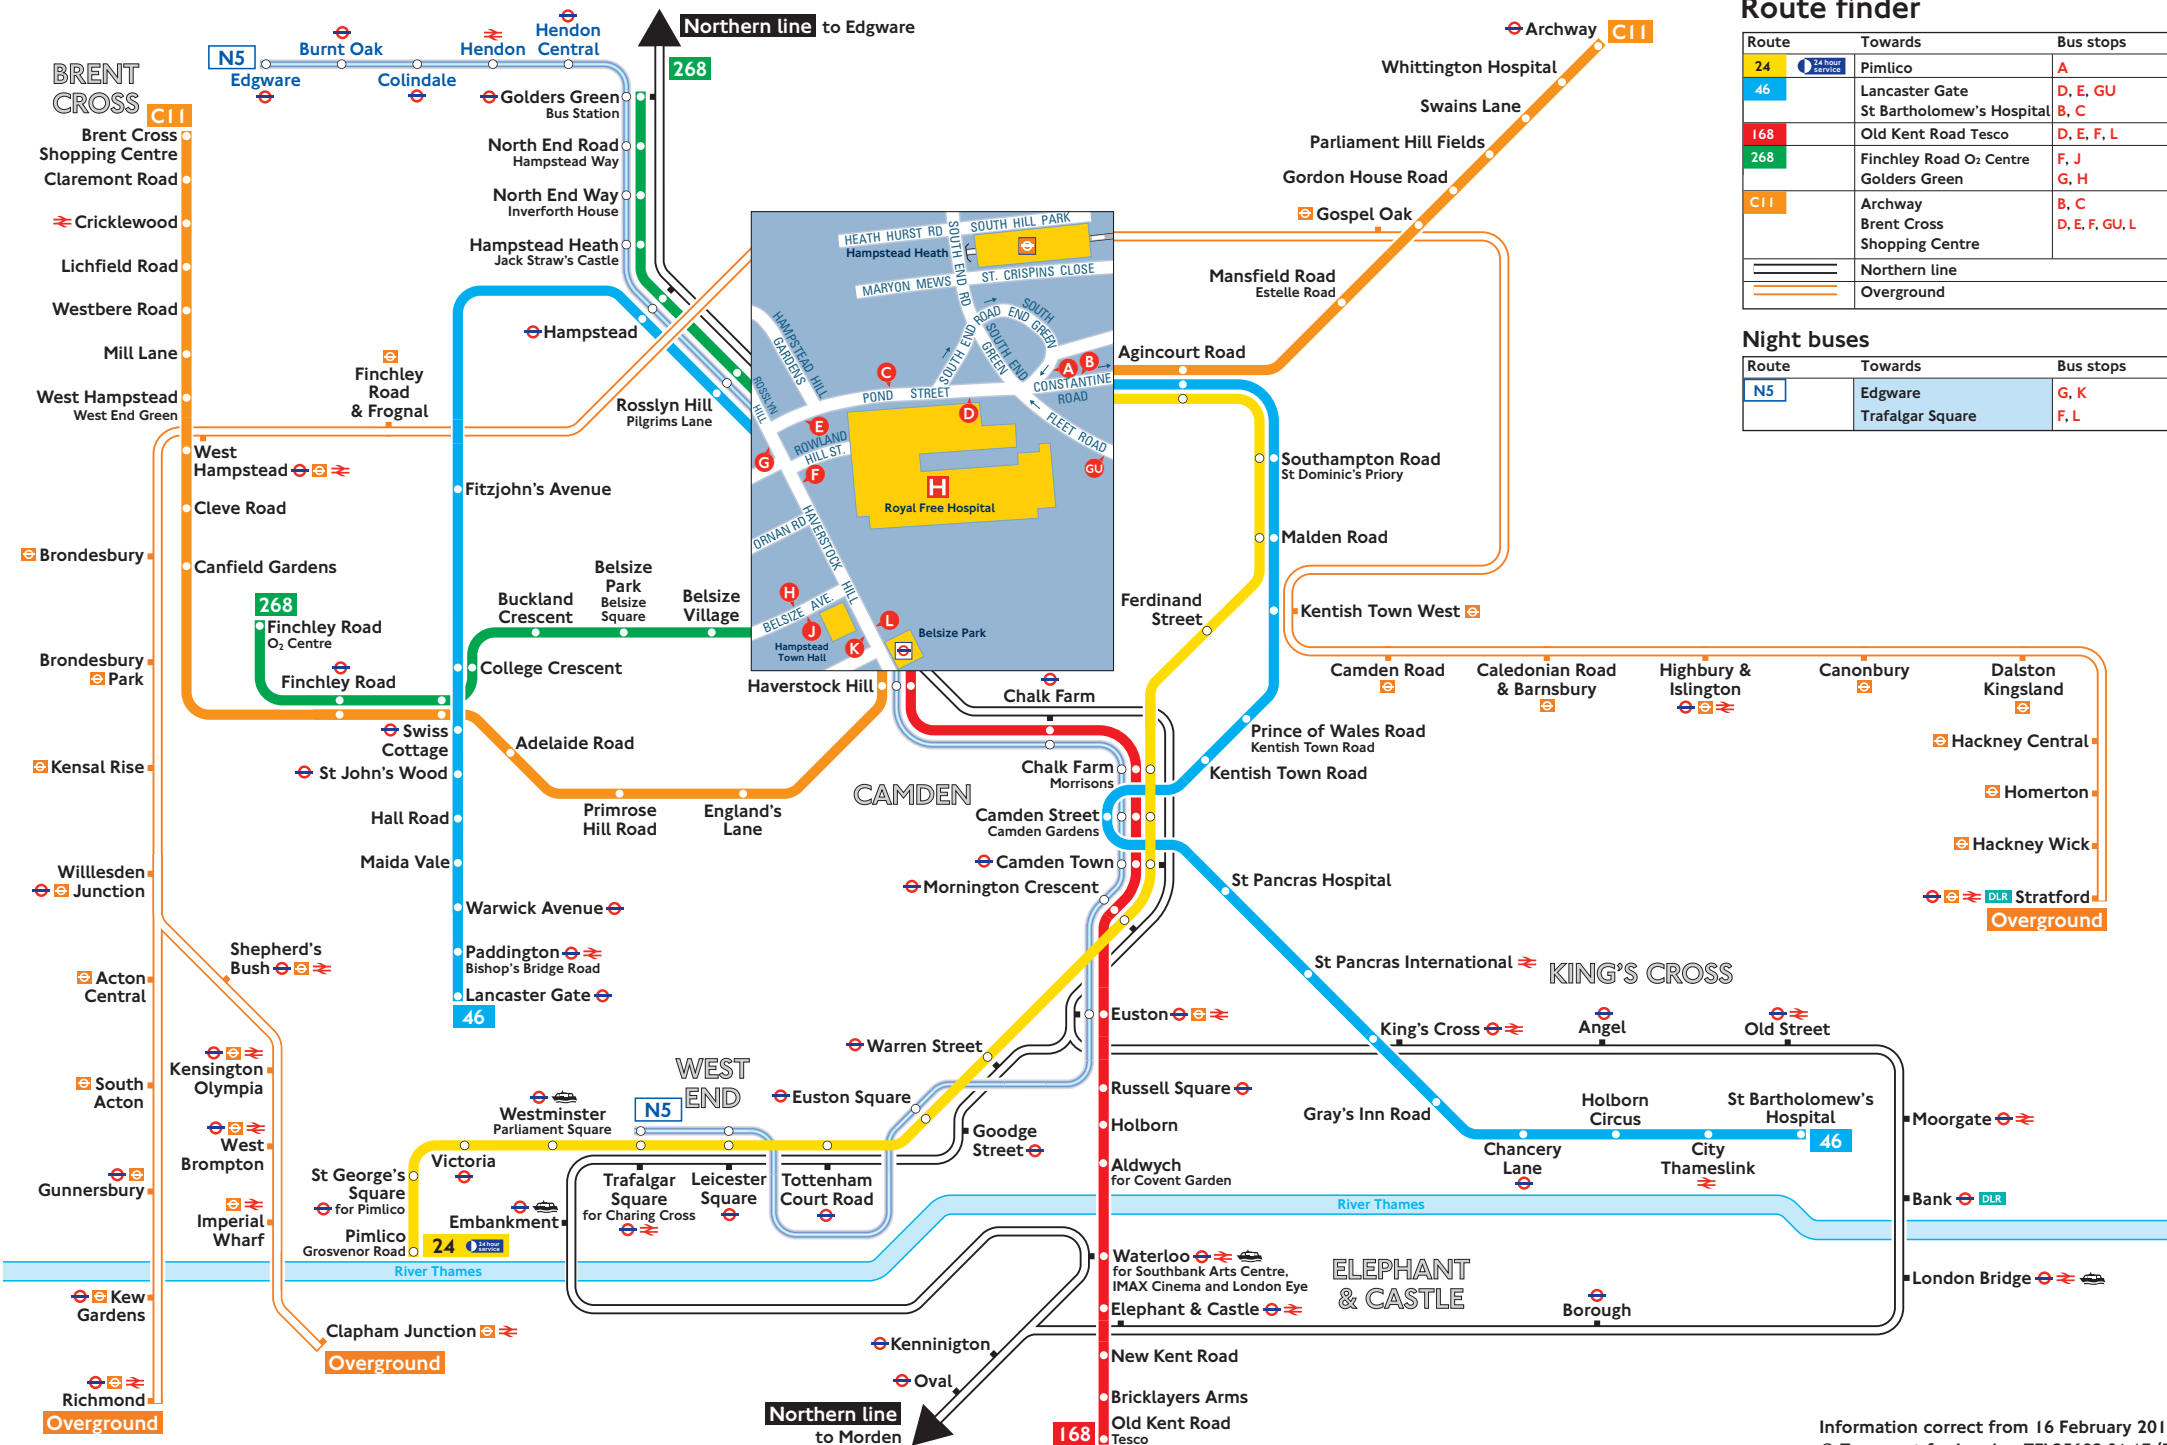 Route finder
Route Towards Bus stops
24 24 hour service Pimlico A
46 Lancaster Gate D, E, GU
St Bartholomew's Hospital B, C
168 Old Kent Road Tesco D, E, F, L
268 Finchley Road O2 Centre F, J
Golders Green G, H
C11 Archway B, C
Brent Cross D, E, F, GU, L
Shopping Centre
Northern line
Overground
Night buses
Route Towards Bus stops
N5 Edgware G, K
Trafalgar Square F, L
Northern line to Edgware
268
N5
Edgware
Burnt Oak
Colindale
Hendon
Hendon
Central
Golders Green
Bus Station
North End Road
Hampstead Way
North End Way
Inverforth House
Hampstead Heath
Jack Straw's Castle
Hampstead
Rosslyn Hill
Pilgrims Lane
BRENT
CROSS
C11
Brent Cross
Shopping Centre
Claremont Road
Cricklewood
Lichfield Road
Westbere Road
Mill Lane
West Hampstead
West End Green
West
Hampstead
Cleve Road
Canfield Gardens
Finchley
Road
& Frognal
268
Finchley Road
O2 Centre
Finchley Road
Fitzjohn's Avenue
Buckland
Crescent
Belsize
Park
Belsize
Square
Belsize
Village
College Crescent
Swiss
Cottage
St John's Wood
Hall Road
Maida Vale
Warwick Avenue
Paddington
Bishop's Bridge Road
Lancaster Gate
46
Adelaide Road
Primrose
Hill Road
England's
Lane
Haverstock Hill
Brondesbury
Brondesbury
Park
Kensal Rise
Willlesden
Junction
Acton
Central
South
Acton
Gunnersbury
Kew
Gardens
Richmond
Overground
Shepherd's
Bush
Kensington
Olympia
West
Brompton
Imperial
Wharf
Clapham Junction
Overground
HEATH HURST RD
SOUTH HILL PARK
Hampstead Heath
SOUTH END RD
MARYON MEWS
ST. CRISPINS CLOSE
HAMPSTEAD HILL
GARDENS
ROSSLYN
HILL
SOUTH END ROAD
SOUTH
END GREEN
SOUTH END
GREEN
POND STREET
CONSTANTINE
ROAD
FLEET ROAD
ROWLAND
HILL ST.
A
B
C
D
E
F
G
GU
H
Royal Free Hospital
ORNAN RD
HAVERSTOCK HILL
BELSIZE AVE.
H
J
K
L
Hampstead
Town Hall
Belsize Park
Archway C11
Whittington Hospital
Swains Lane
Parliament Hill Fields
Gordon House Road
Gospel Oak
Mansfield Road
Estelle Road
Agincourt Road
Southampton Road
St Dominic's Priory
Malden Road
Ferdinand
Street
Kentish Town West
Camden Road
Caledonian Road
& Barnsbury
Highbury &
Islington
Canonbury
Dalston
Kingsland
Hackney Central
Homerton
Hackney Wick
DLR Stratford
Overground
Prince of Wales Road
Kentish Town Road
Kentish Town Road
Chalk Farm
Chalk Farm
Morrisons
CAMDEN
Camden Street
Camden Gardens
Camden Town
Mornington Crescent
St Pancras Hospital
St Pancras International
KING'S CROSS
King's Cross
Angel
Old Street
Gray's Inn Road
Chancery
Lane
Holborn
Circus
City
Thameslink
St Bartholomew's
Hospital
46
Moorgate
Bank DLR
London Bridge
Euston
Warren Street
Euston Square
WEST
END
N5
Goodge
Street
Russell Square
Holborn
Aldwych
for Covent Garden
Westminster
Parliament Square
Victoria
St George's
Square
for Pimlico
Pimlico
Grosvenor Road
24 24 hour service
Embankment
Trafalgar
Square
for Charing Cross
Leicester
Square
Tottenham
Court Road
River Thames
River Thames
Waterloo
for Southbank Arts Centre,
IMAX Cinema and London Eye
ELEPHANT
& CASTLE
Elephant & Castle
Borough
Kennington
Oval
New Kent Road
Bricklayers Arms
Old Kent Road
Tesco
168
Northern line
to Morden
Information correct from 16 February 201